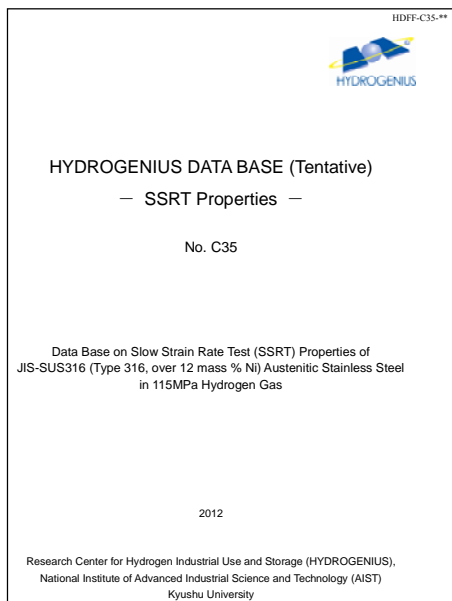 HDFF-C35-**
HYDROGENIUS
HYDROGENIUS DATA BASE (Tentative)
— SSRT Properties —
No. C35
Data Base on Slow Strain Rate Test (SSRT) Properties of
JIS-SUS316 (Type 316, over 12 mass % Ni) Austenitic Stainless Steel
in 115MPa Hydrogen Gas
2012
Research Center for Hydrogen Industrial Use and Storage (HYDROGENIUS),
National Institute of Advanced Industrial Science and Technology (AIST)
Kyushu University